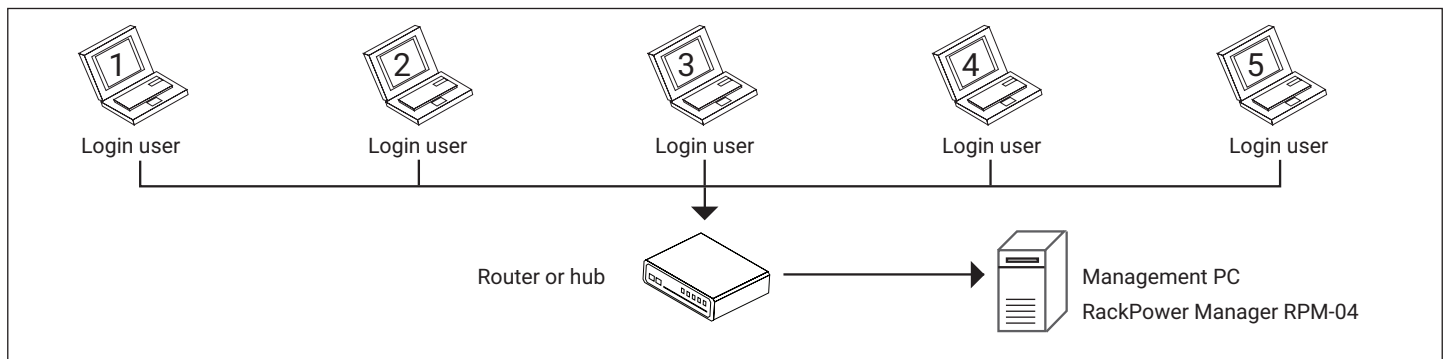 1
2
3
4
5
Login user
Login user
Login user
Login user
Login user
Router or hub
Management PC
RackPower Manager RPM-04